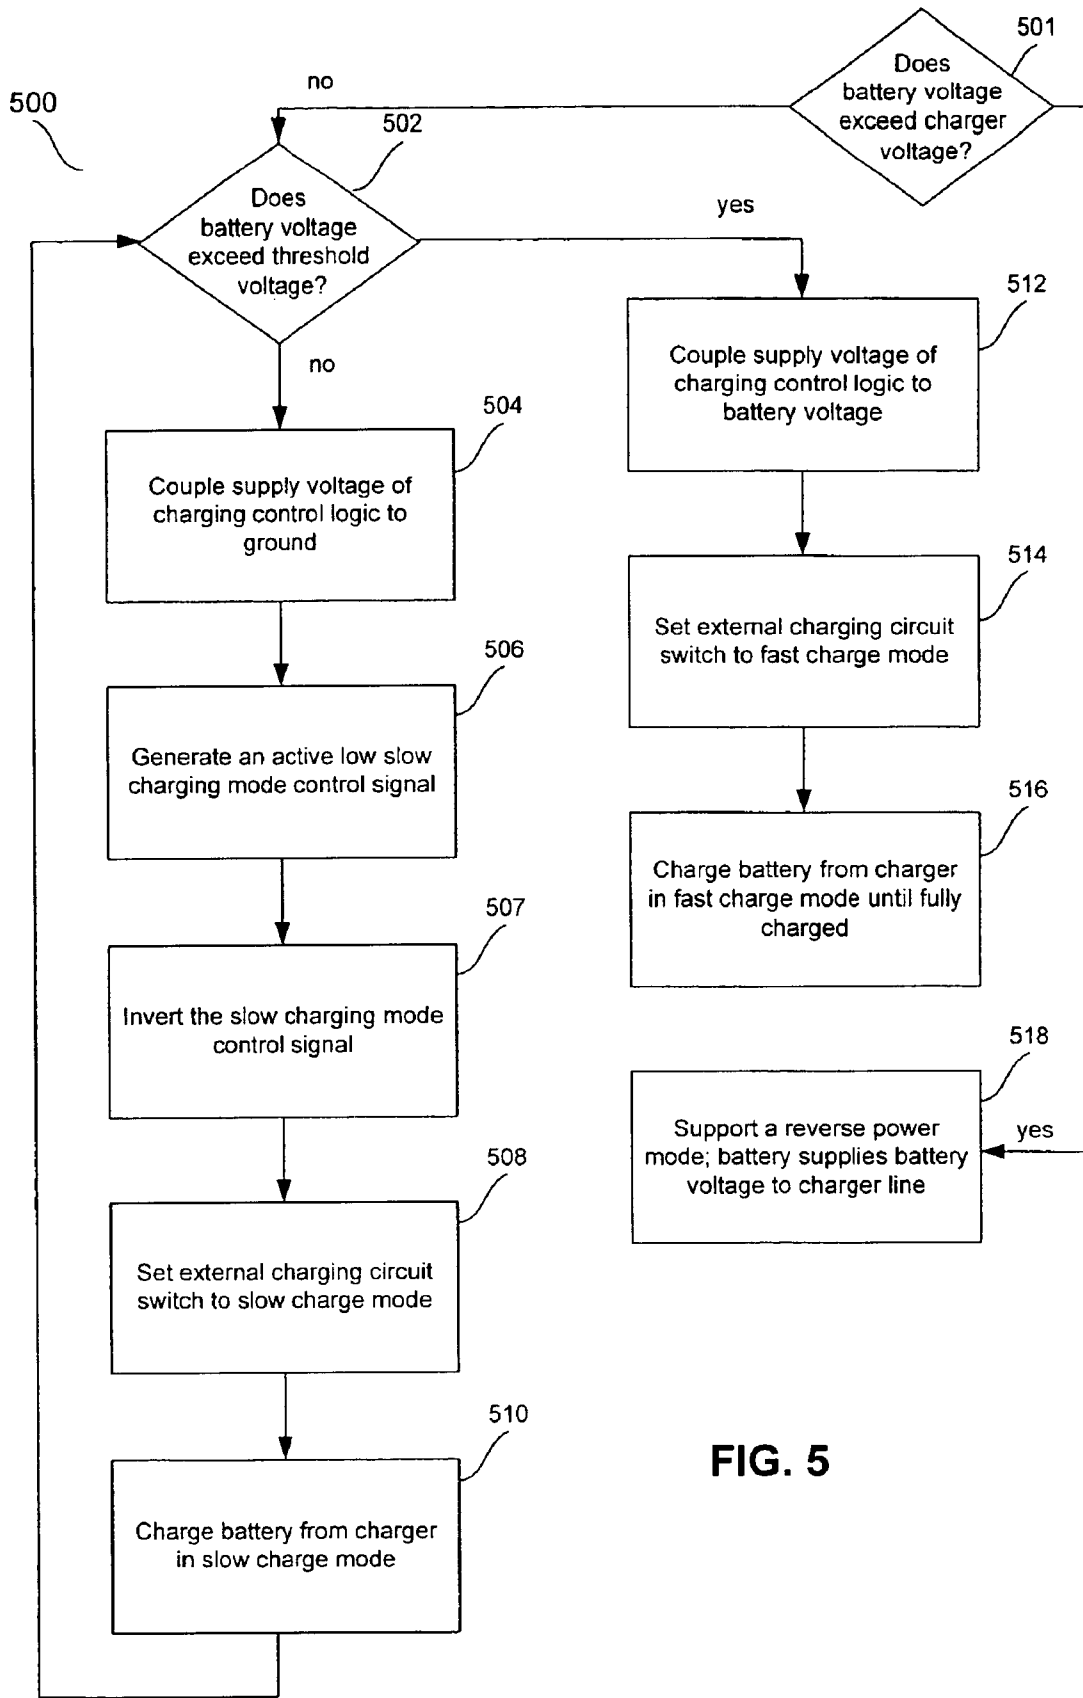 501
Does
battery voltage
exceed charger
voltage?
no
500
502
Does
battery voltage
exceed threshold
voltage?
yes
no
512
Couple supply voltage of
charging control logic to
battery voltage
504
Couple supply voltage of
charging control logic to
ground
514
Set external charging circuit
switch to fast charge mode
506
Generate an active low slow
charging mode control signal
516
Charge battery from charger
in fast charge mode until fully
charged
507
Invert the slow charging mode
control signal
518
Support a reverse power
mode; battery supplies battery
voltage to charger line
yes
508
Set external charging circuit
switch to slow charge mode
510
Charge battery from charger
in slow charge mode
FIG. 5